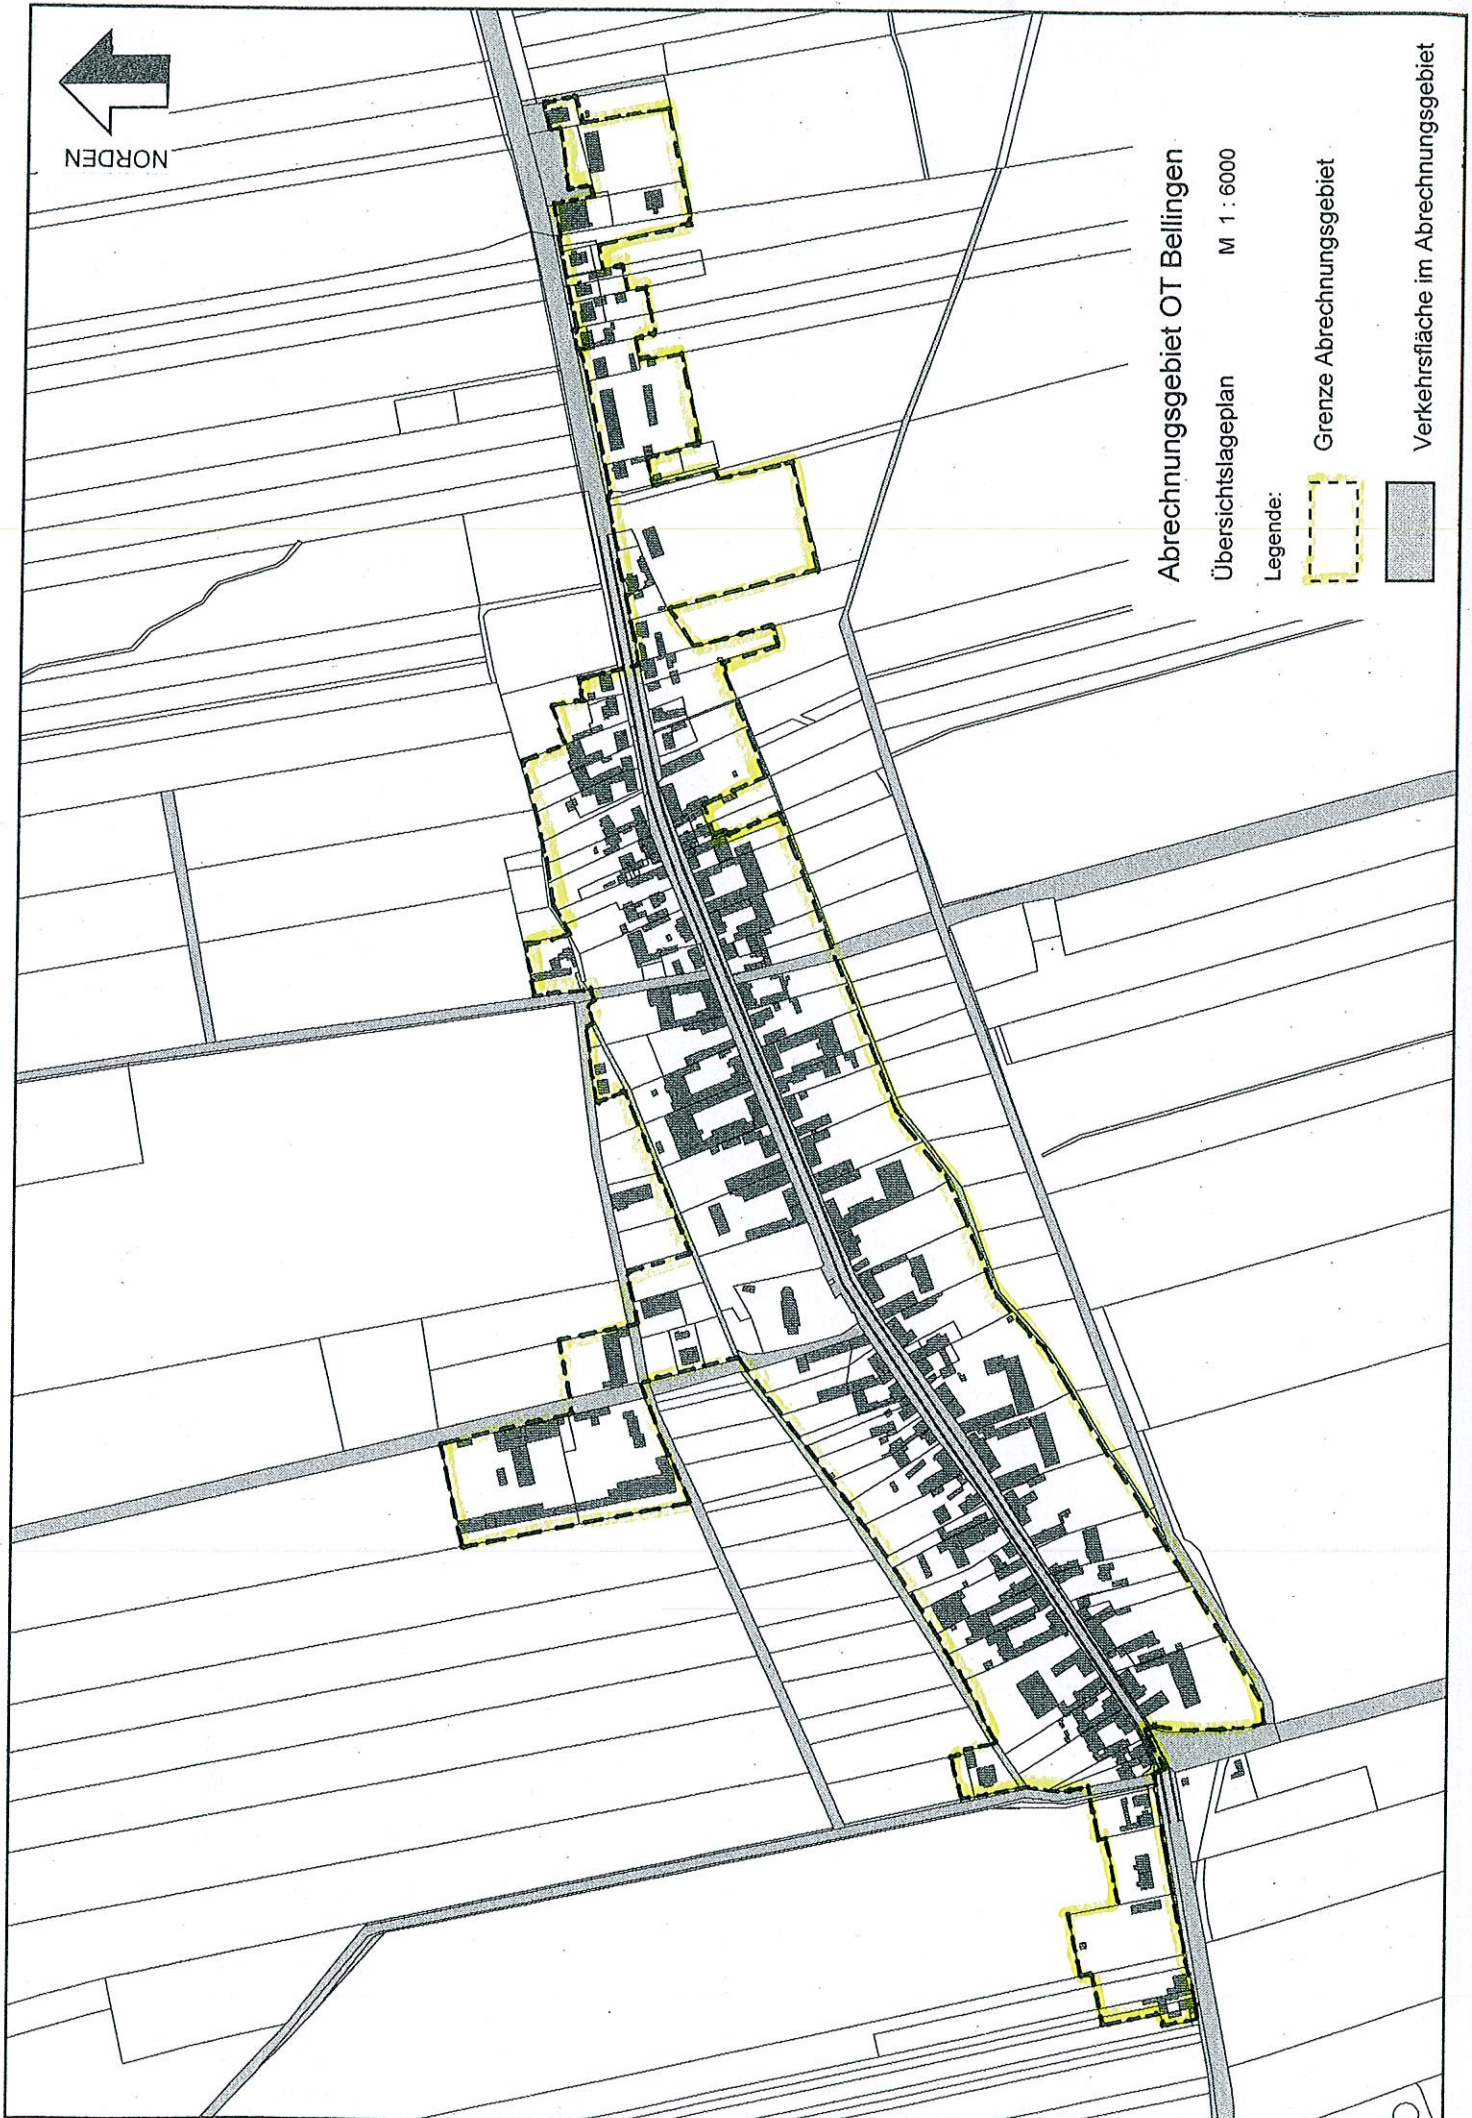 NORDEN
Abrechnungsgebiet OT Bellingen
Übersichtslageplan M 1 : 6000
Legende:
Grenze Abrechnungsgebiet
Verkehrsfläche im Abrechnungsgebiet